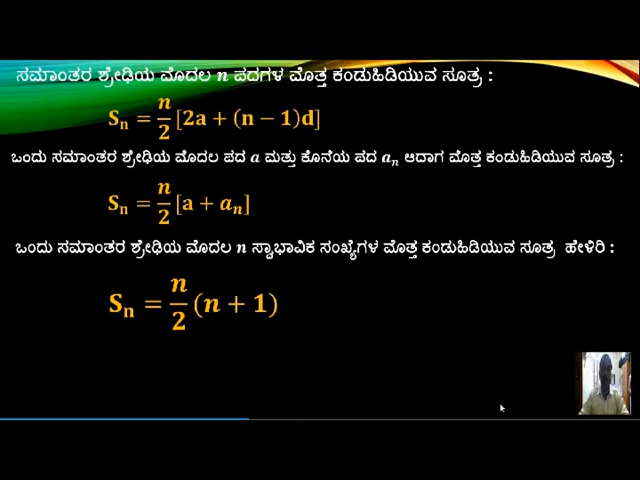 ಸಮಾಂತರ ಶ್ರೇಢಿಯ ಮೊದಲ n ಪದಗಳ ಮೊತ್ತ ಕಂಡುಹಿಡಿಯುವ ಸೂತ್ರ :
Sₙ = n/2 [2a + (n − 1)d]
ಒಂದು ಸಮಾಂತರ ಶ್ರೇಢಿಯ ಮೊದಲ ಪದ a ಮತ್ತು ಕೊನೆಯ ಪದ aₙ ಆದಾಗ ಮೊತ್ತ ಕಂಡುಹಿಡಿಯುವ ಸೂತ್ರ :
Sₙ = n/2 [a + aₙ]
ಒಂದು ಸಮಾಂತರ ಶ್ರೇಢಿಯ ಮೊದಲ n ಸ್ವಾಭಾವಿಕ ಸಂಖ್ಯೆಗಳ ಮೊತ್ತ ಕಂಡುಹಿಡಿಯುವ ಸೂತ್ರ ಹೇಳಿರಿ :
Sₙ = n/2 (n + 1)